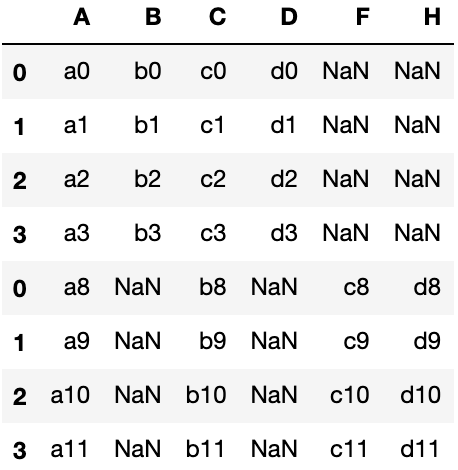 A B C D F H
0 a0 b0 c0 d0 NaN NaN
1 a1 b1 c1 d1 NaN NaN
2 a2 b2 c2 d2 NaN NaN
3 a3 b3 c3 d3 NaN NaN
0 a8 NaN b8 NaN c8 d8
1 a9 NaN b9 NaN c9 d9
2 a10 NaN b10 NaN c10 d10
3 a11 NaN b11 NaN c11 d11